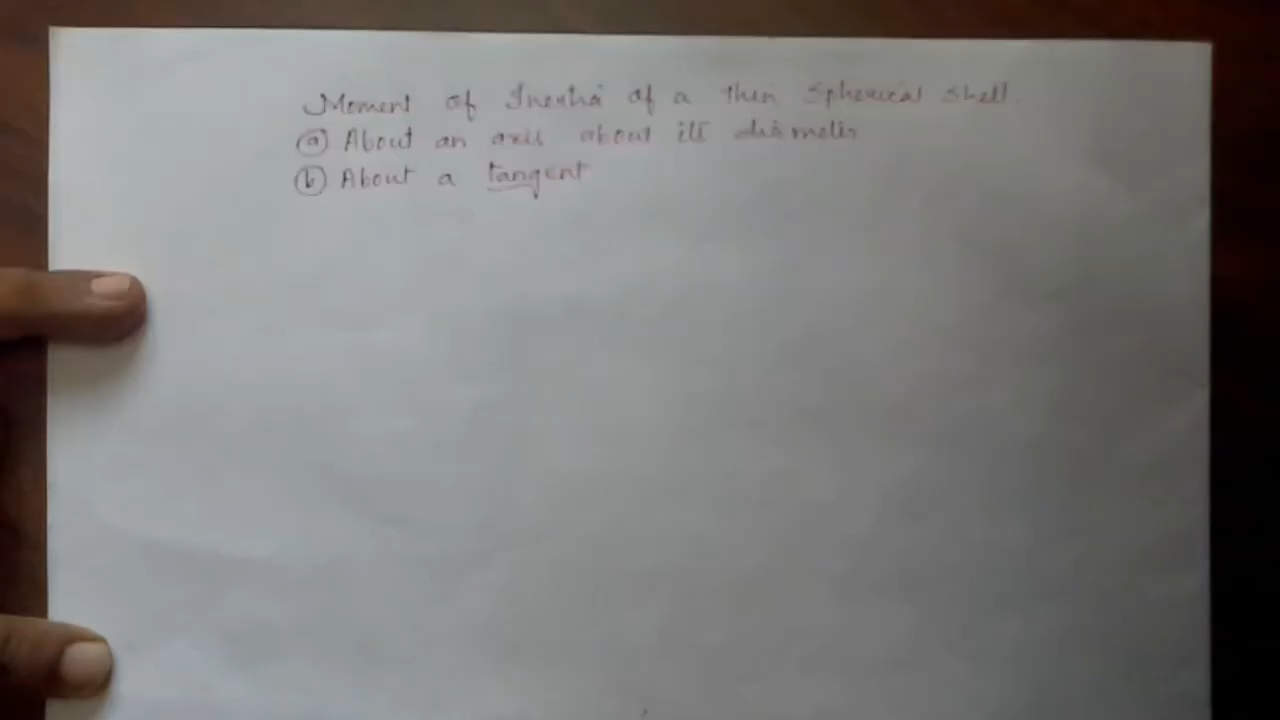 Moment of Inertia of a thin Spherical Shell.
(a) About an axis about its diameter
(b) About a tangent